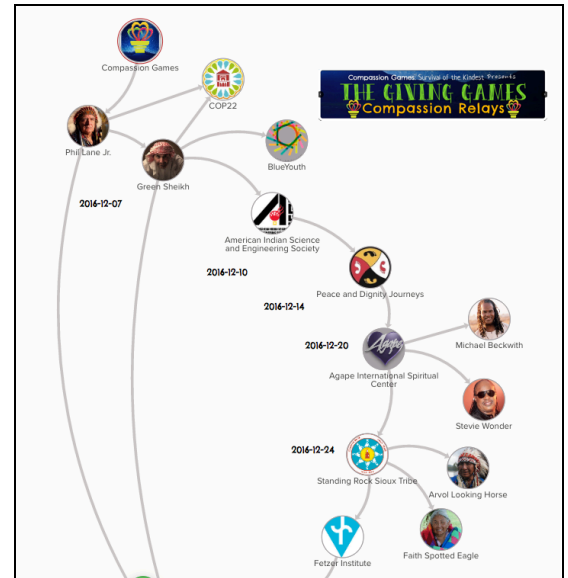 Compassion Games
COP22
Compassion Games: Survival of the Kindest Presents
THE GIVING GAMES
Compassion Relays
Phil Lane Jr.
BlueYouth
Green Sheikh
2016-12-07
American Indian Science
and Engineering Society
2016-12-10
Peace and Dignity Journeys
2016-12-14
2016-12-20
Michael Beckwith
Agape
Agape International Spiritual
Center
Stevie Wonder
2016-12-24
Standing Rock Sioux Tribe
Arvol Looking Horse
Fetzer Institute
Faith Spotted Eagle